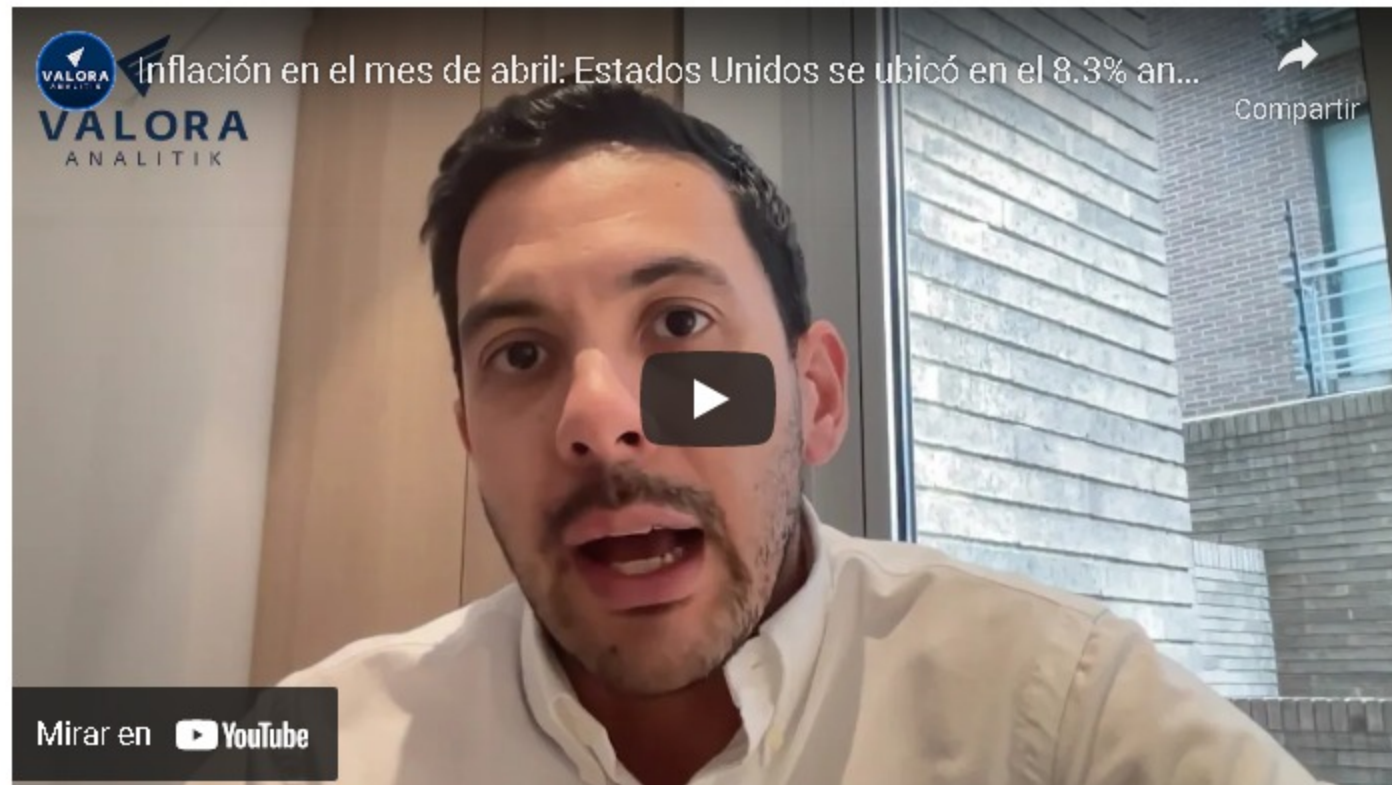 Inflación en el mes de abril: Estados Unidos se ubicó en el 8.3% an...
Compartir
VALORA
ANALITIK
VALORA
ANALITIK
Mirar en YouTube